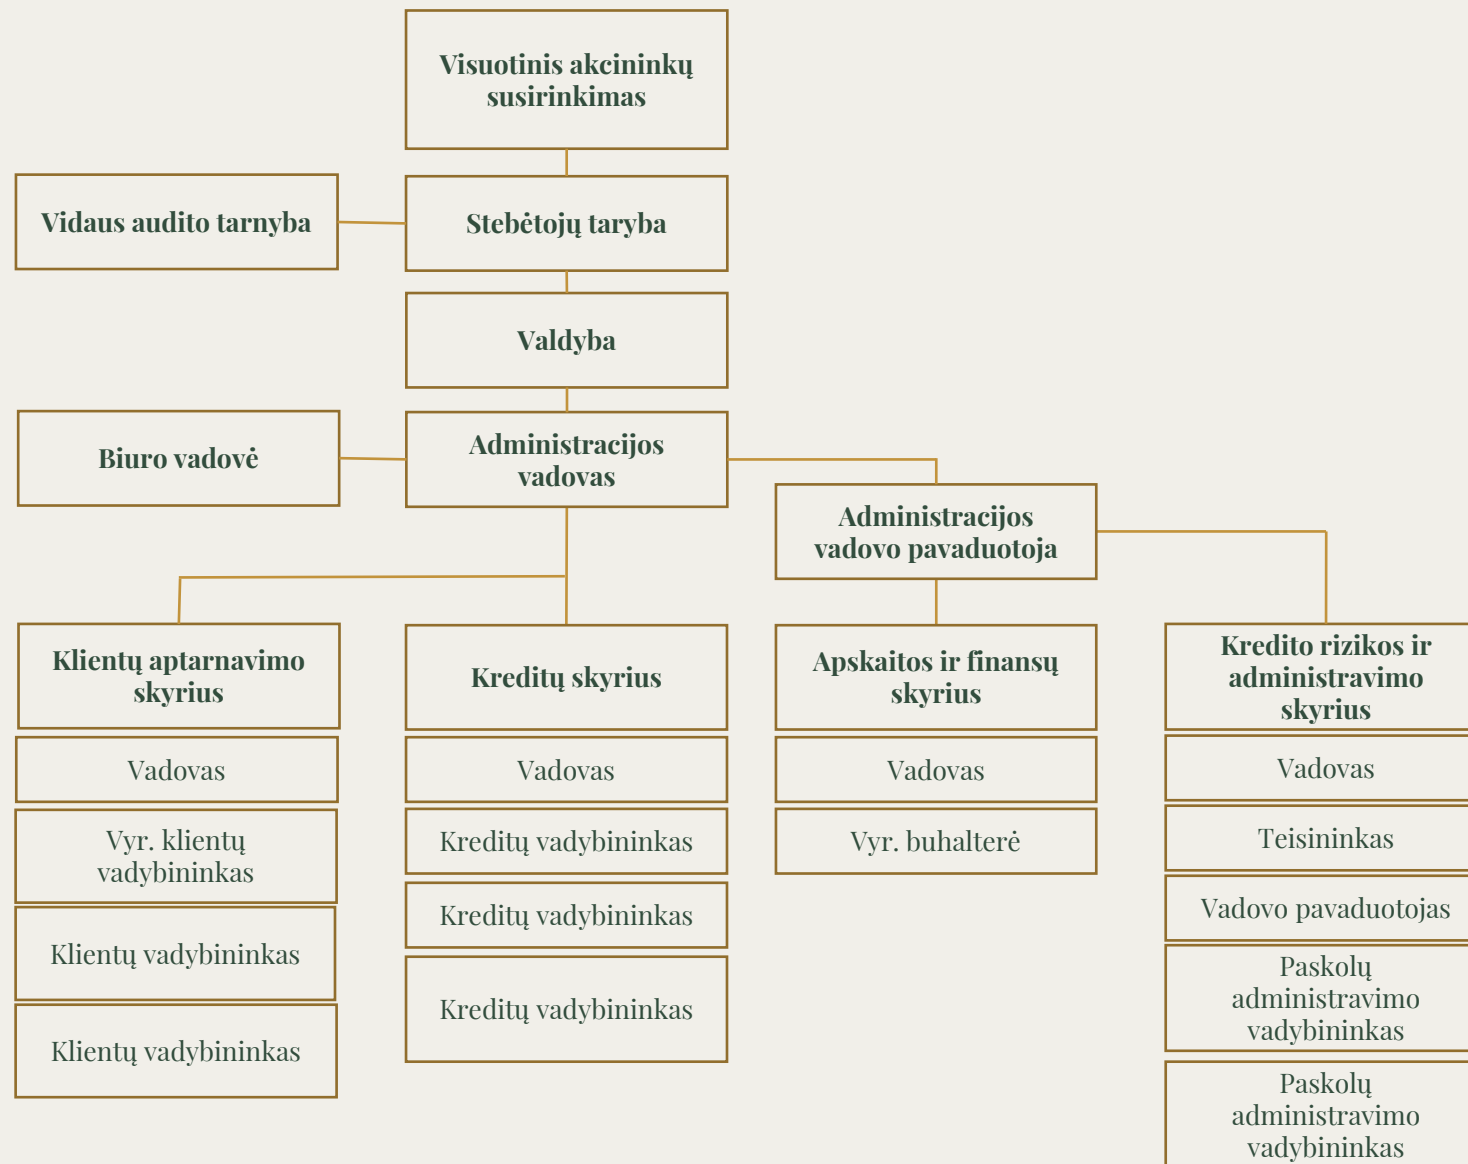 Visuotinis akcininkų
susirinkimas
Vidaus audito tarnyba
Stebėtojų taryba
Valdyba
Biuro vadovė
Administracijos
vadovas
Administracijos
vadovo pavaduotoja
Klientų aptarnavimo
skyrius
Vadovas
Vyr. klientų
vadybininkas
Klientų vadybininkas
Klientų vadybininkas
Kreditų skyrius
Vadovas
Kreditų vadybininkas
Kreditų vadybininkas
Kreditų vadybininkas
Apskaitos ir finansų
skyrius
Vadovas
Vyr. buhalterė
Kredito rizikos ir
administravimo
skyrius
Vadovas
Teisininkas
Vadovo pavaduotojas
Paskolų
administravimo
vadybininkas
Paskolų
administravimo
vadybininkas